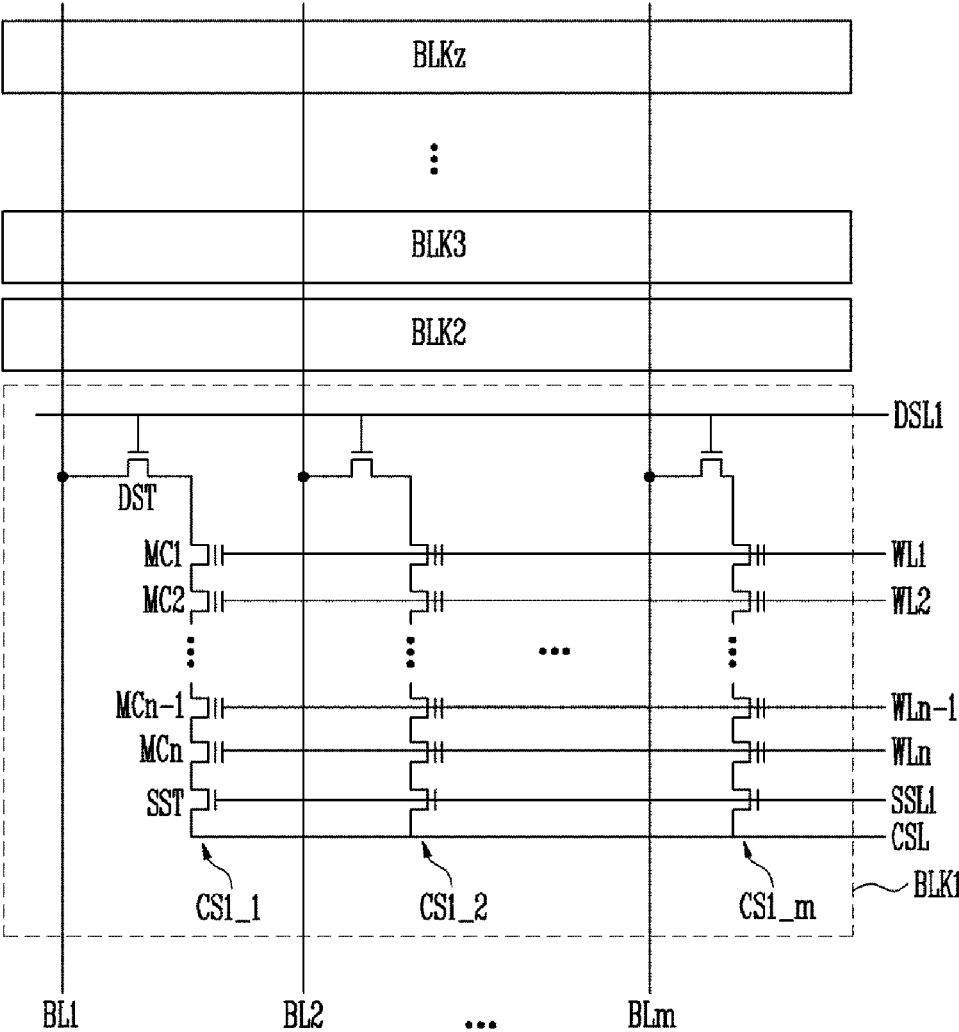 BLKz
BLK3
BLK2
DSL1
DST
MC1
WL1
MC2
WL2
MCn-1
WLn-1
MCn
WLn
SST
SSL1
CSL
CS1_1
CS1_2
CS1_m
BLK1
BL1
BL2
BLm